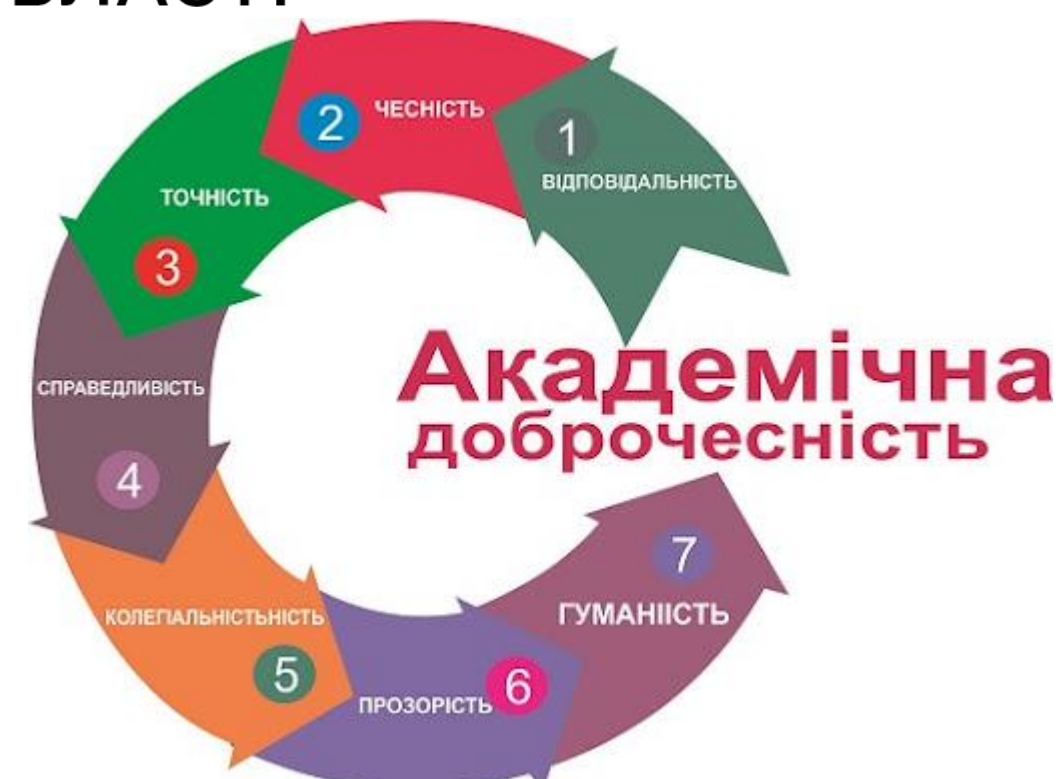 1
ВІДПОВІДАЛЬНІСТЬ
2
ЧЕСНІСТЬ
ТОЧНІСТЬ
3
СПРАВЕДЛИВІСТЬ
4
КОЛЕГІАЛЬНІСТЬНІСТЬ
5
ПРОЗОРІСТЬ
6
7
ГУМАНІІСТЬ
Академічна
доброчесність